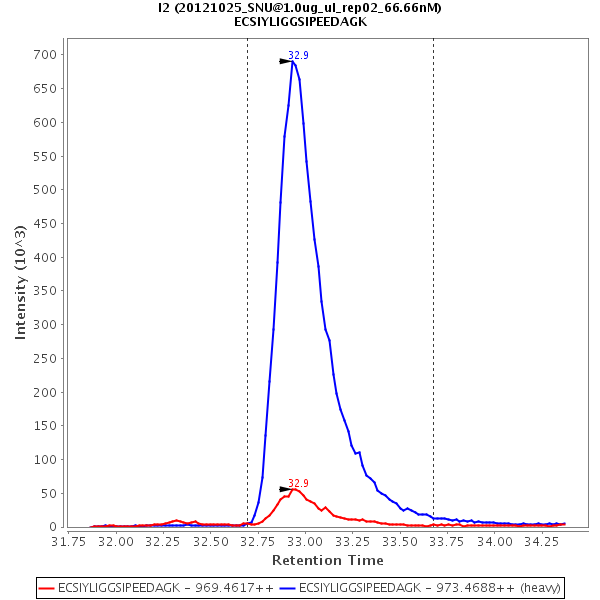 I2 (20121025_SNU@1.0ug_ul_rep02_66.66nM)
ECSIYLIGGSIPEEDAGK
700
650
600
550
500
450
400
350
300
250
200
150
100
50
0
Intensity (10^3)
32.9
32.9
31.75 32.00 32.25 32.50 32.75 33.00 33.25 33.50 33.75 34.00 34.25
Retention Time
ECSIYLIGGSIPEEDAGK - 969.4617++ ECSIYLIGGSIPEEDAGK - 973.4688++ (heavy)